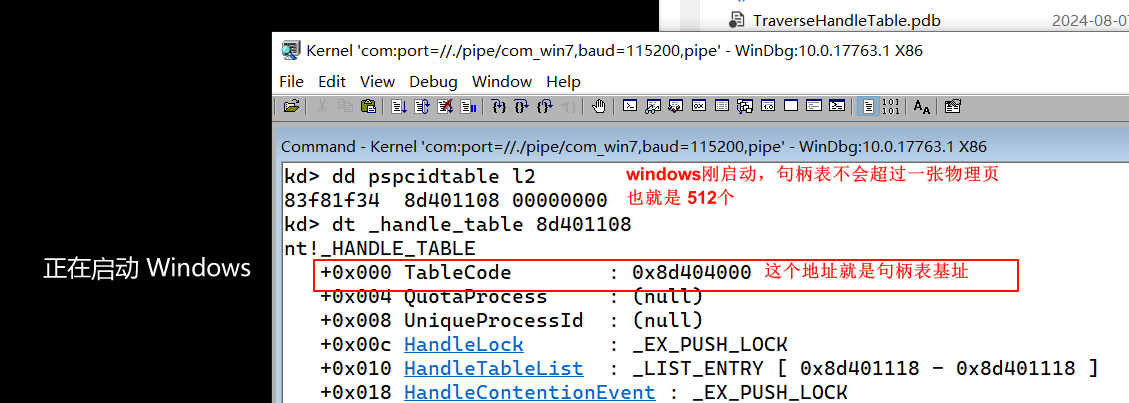 TraverseHandleTable.pdb 2024-08-07
Kernel 'com:port=//./pipe/com_win7,baud=115200,pipe' - WinDbg:10.0.17763.1 X86
File Edit View Debug Window Help
Command - Kernel 'com:port=//./pipe/com_win7,baud=115200,pipe' - WinDbg:10.0.17763.1 X86
kd> dd pspcidtable l2
windows刚启动，句柄表不会超过一张物理页
也就是 512个
83f81f34 8d401108 00000000
kd> dt _handle_table 8d401108
nt!_HANDLE_TABLE
正在启动 Windows
+0x000 TableCode : 0x8d404000 这个地址就是句柄表基址
+0x004 QuotaProcess : (null)
+0x008 UniqueProcessId : (null)
+0x00c HandleLock : _EX_PUSH_LOCK
+0x010 HandleTableList : _LIST_ENTRY [ 0x8d401118 - 0x8d401118 ]
+0x018 HandleContentionEvent : _EX_PUSH_LOCK